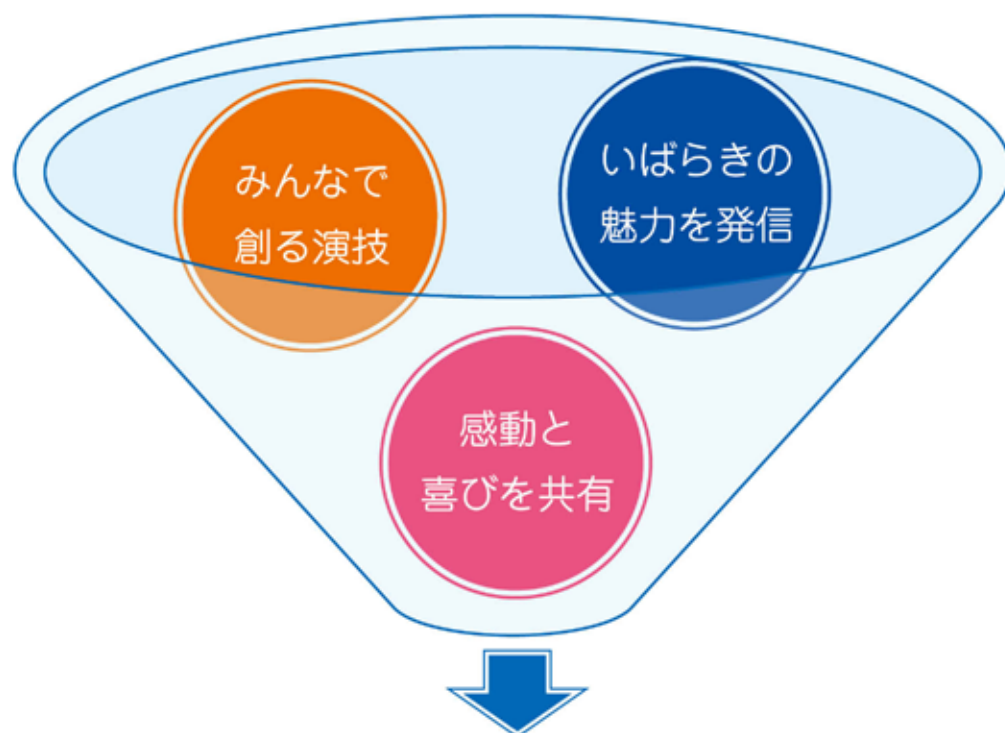 みんなで
創る演技
いばらきの
魅力を発信
感動と
喜びを共有